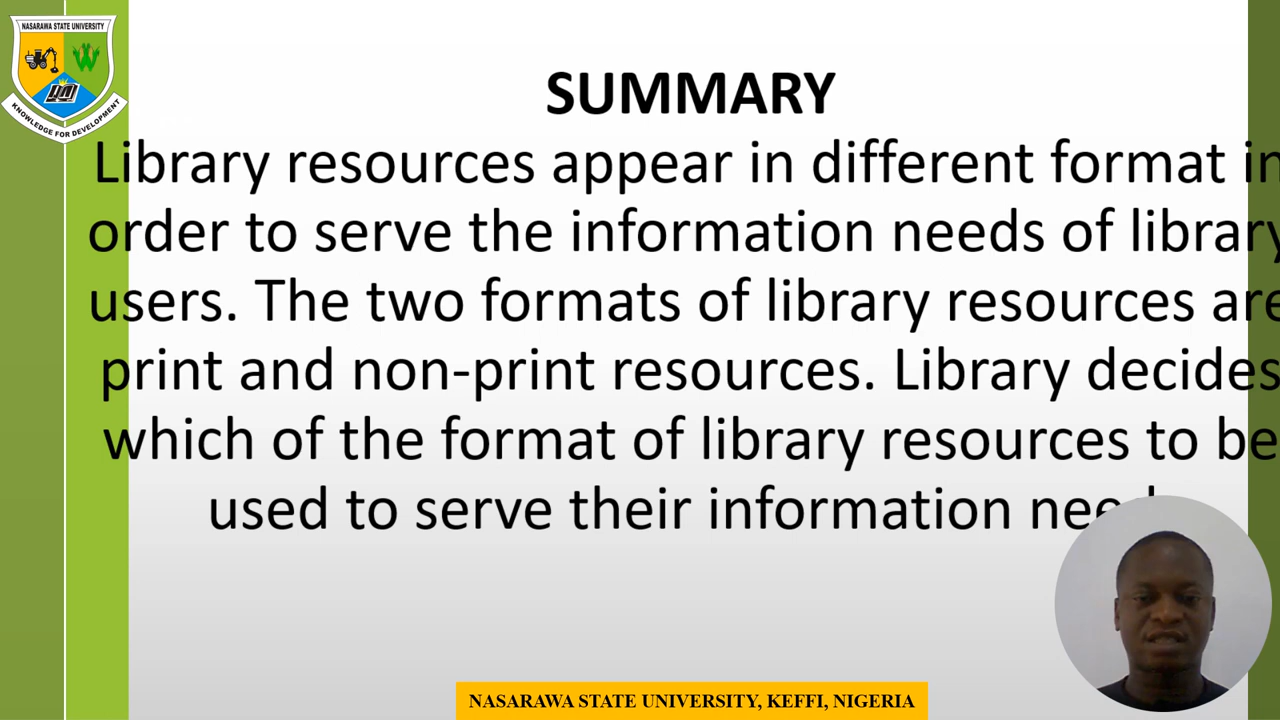 NASARAWA STATE UNIVERSITY
KNOWLEDGE FOR DEVELOPMENT
SUMMARY
Library resources appear in different format in
order to serve the information needs of library
users. The two formats of library resources are
print and non-print resources. Library decides
which of the format of library resources to be
used to serve their information
NASARAWA STATE UNIVERSITY, KEFFI, NIGERIA